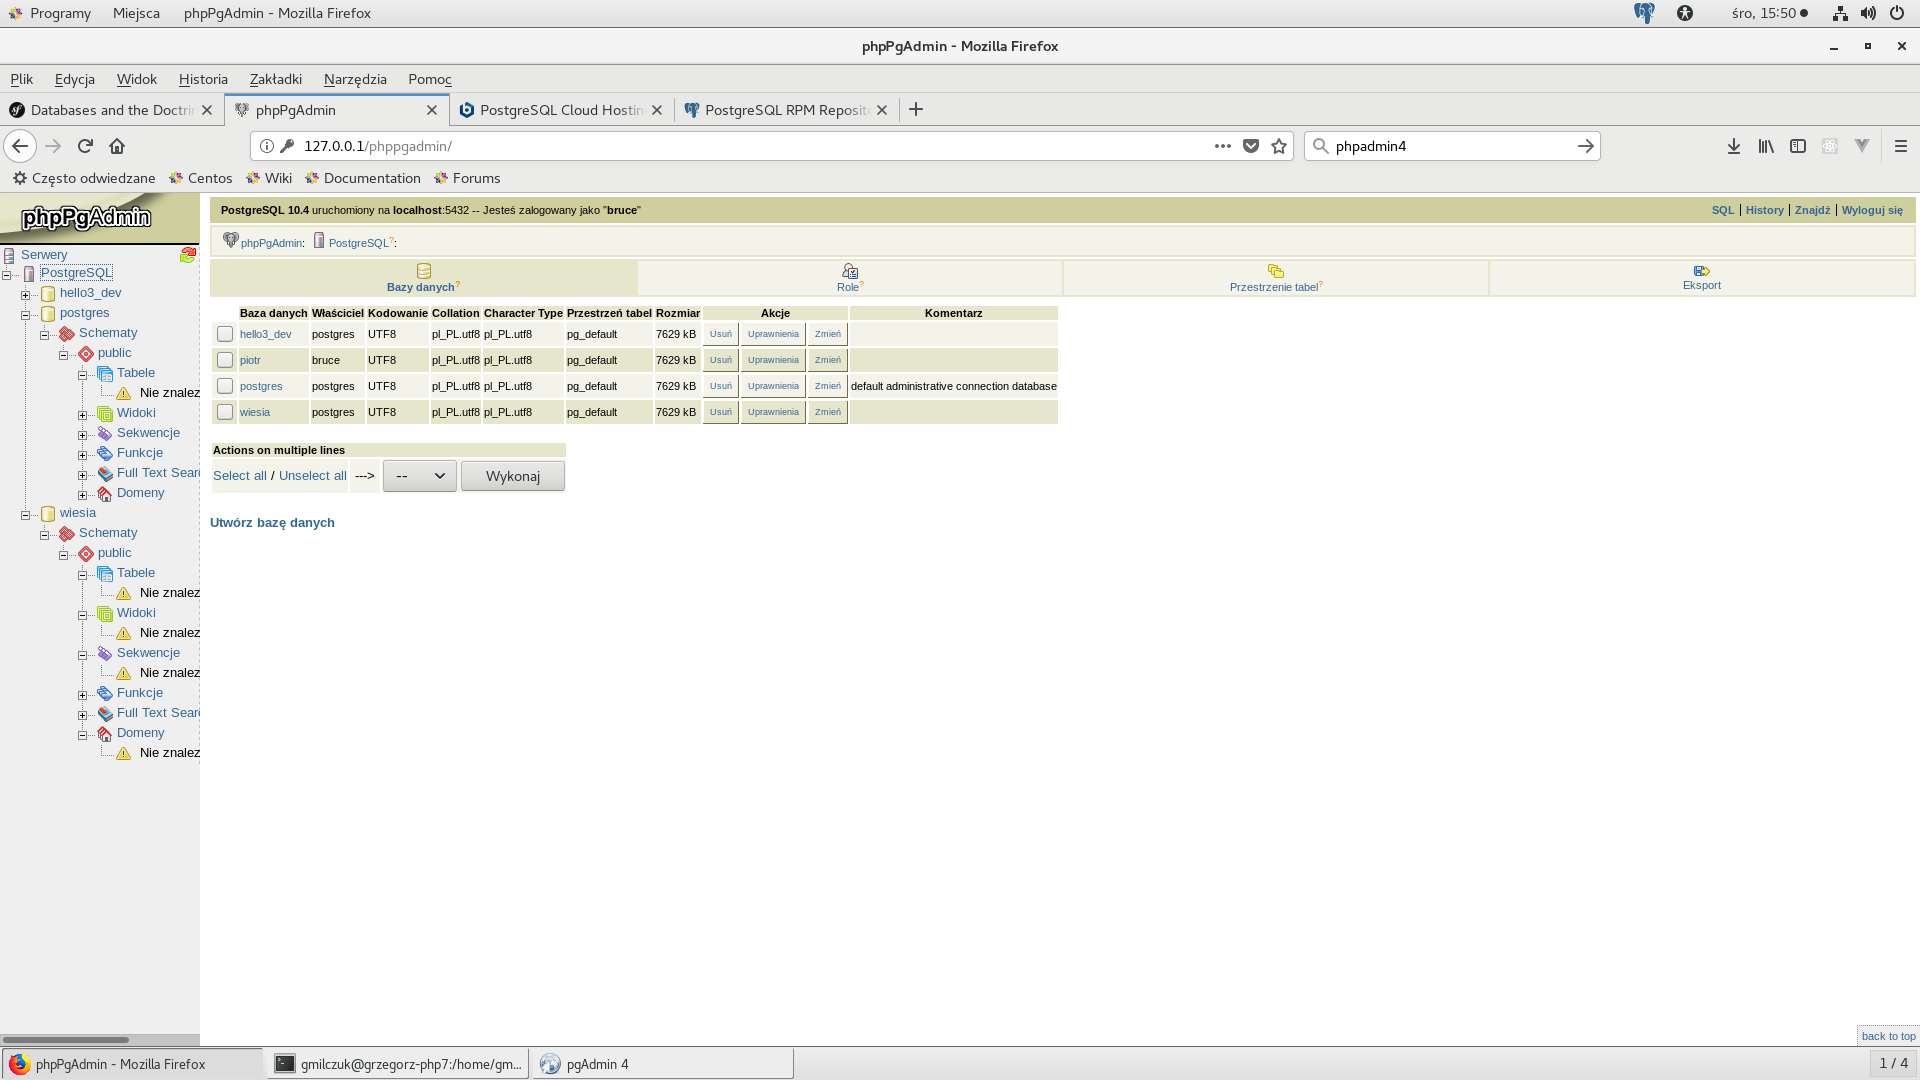 Programy Miejsca phpPgAdmin - Mozilla Firefox śro, 15:50
phpPgAdmin - Mozilla Firefox
Plik Edycja Widok Historia Zakładki Narzędzia Pomoc
Databases and the Doctri phpPgAdmin PostgreSQL Cloud Hostin PostgreSQL RPM Reposit
127.0.0.1/phppgadmin/ phpadmin4
Często odwiedzane Centos Wiki Documentation Forums
phpPgAdmin
Serwery
PostgreSQL
hello3_dev
postgres
Schematy
public
Tabele
Nie znalez
Widoki
Sekwencje
Funkcje
Full Text Sear
Domeny
wiesia
Schematy
public
Tabele
Nie znalez
Widoki
Nie znalez
Sekwencje
Nie znalez
Funkcje
Full Text Sear
Domeny
Nie znalez
PostgreSQL 10.4 uruchomiony na localhost:5432 -- Jesteś zalogowany jako "bruce"
SQL | History | Znajdź | Wyloguj się
phpPgAdmin: PostgreSQL?:
Bazy danych? Role? Przestrzenie tabel? Eksport
Baza danych Właściciel Kodowanie Collation Character Type Przestrzeń tabel Rozmiar Akcje Komentarz
hello3_dev postgres UTF8 pl_PL.utf8 pl_PL.utf8 pg_default 7629 kB Usuń Uprawnienia Zmień
piotr bruce UTF8 pl_PL.utf8 pl_PL.utf8 pg_default 7629 kB Usuń Uprawnienia Zmień
postgres postgres UTF8 pl_PL.utf8 pl_PL.utf8 pg_default 7629 kB Usuń Uprawnienia Zmień default administrative connection database
wiesia postgres UTF8 pl_PL.utf8 pl_PL.utf8 pg_default 7629 kB Usuń Uprawnienia Zmień
Actions on multiple lines
Select all / Unselect all ---> -- Wykonaj
Utwórz bazę danych
back to top
phpPgAdmin - Mozilla Firefox gmilczuk@grzegorz-php7:/home/gm... pgAdmin 4 1 / 4